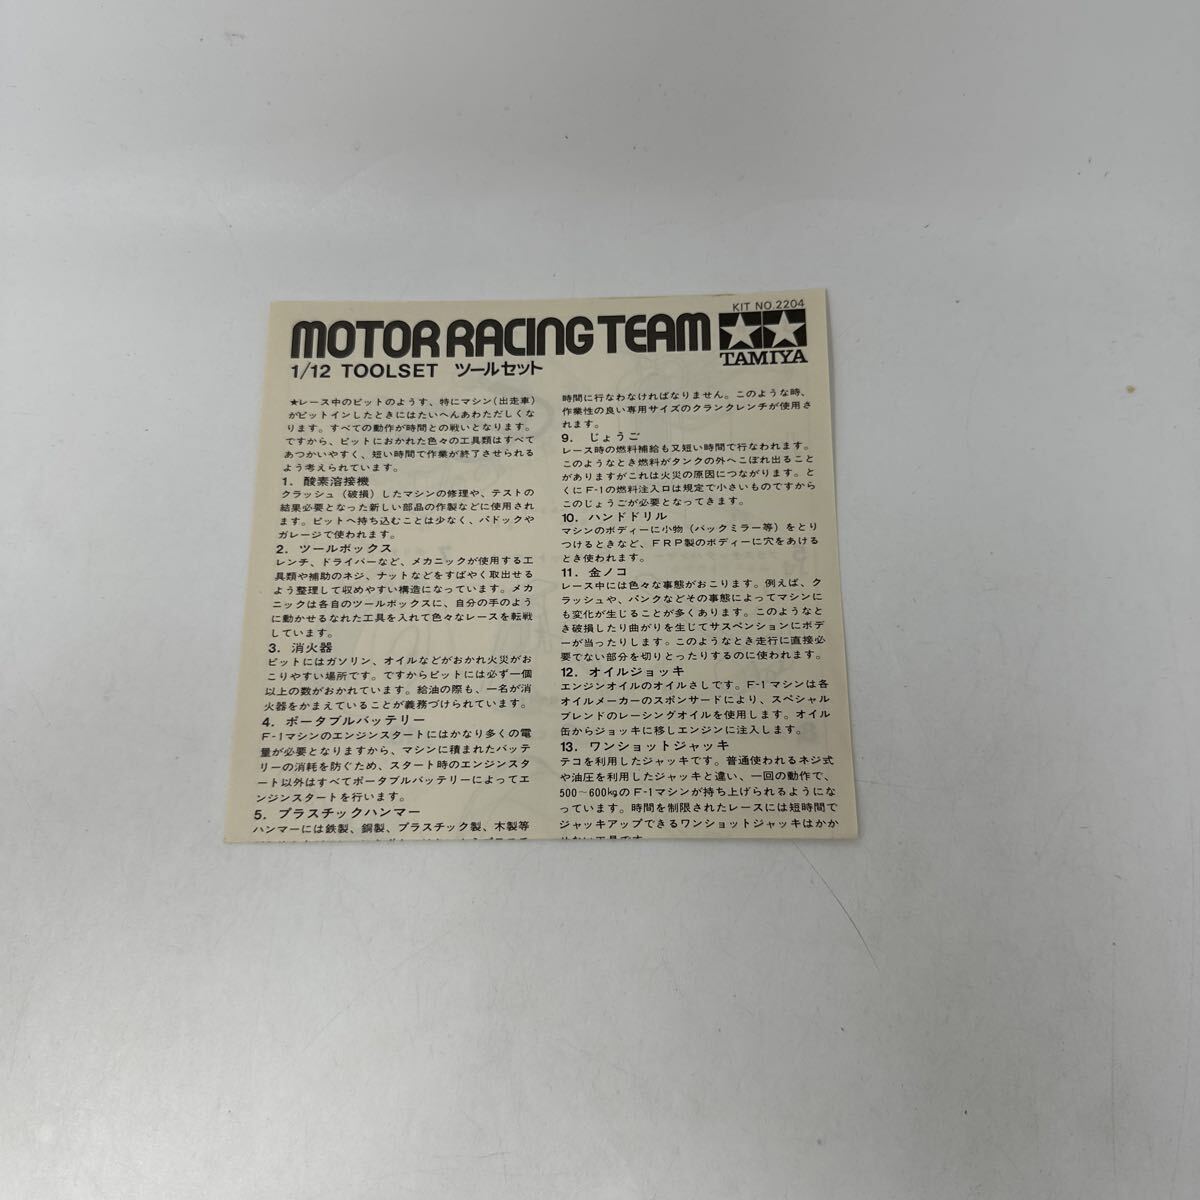 KIT NO.2204
MOTOR RACING TEAM
TAMIYA
1/12 TOOLSET ツールセット
★レース中のピットのようす、特にマシン(出走車)
がピットインしたときにはたいへんあわただしくな
ります。すべての動作が時間との戦いとなります。
ですから、ピットにおかれた色々の工具類はすべて
あつかいやすく、短い時間で作業が終了させられる
よう考えられています。
1. 酸素溶接機
クラッシュ(破損)したマシンの修理や、テストの
結果必要となった新しい部品の作製などに使用され
ます。ピットへ持ち込むことは少なく、パドックや
ガレージで使われます。
2. ツールボックス
レンチ、ドライバーなど、メカニックが使用する工
具類や補助のネジ、ナットなどをすばやく取出せる
よう整理して収めやすい構造になっています。メカ
ニックは各自のツールボックスに、自分の手のよう
に動かせるなれた工具を入れて色々なレースを転戦
しています。
3. 消火器
ピットにはガソリン、オイルなどがおかれ火災がお
こりやすい場所です。ですからピットには必ず一個
以上の数がおかれています。給油の際も、一名が消
火器をかまえていることが義務づけられています。
4. ポータブルバッテリー
F-1マシンのエンジンスタートにはかなり多くの電
量が必要となりますから、マシンに積まれたバッテ
リーの消耗を防ぐため、スタート時のエンジンスタ
ート以外はすべてポータブルバッテリーによってエ
ンジンスタートを行います。
5. プラスチックハンマー
ハンマーには鉄製、銅製、プラスチック製、木製等
時間に行なわなければなりません。このような時、
作業性の良い専用サイズのクランクレンチが使用さ
れます。
9. じょうご
レース時の燃料補給も又短い時間で行なわれます。
このようなとき燃料がタンクの外へこぼれ出ること
がありますがこれは火災の原因につながります。と
くにF-1の燃料注入口は規定で小さいものですから
このじょうごが必要となってきます。
10. ハンドドリル
マシンのボディーに小物(バックミラー等)をとり
つけるときなど、FRP製のボディーに穴をあける
とき使われます。
11. 金ノコ
レース中には色々な事態がおこります。例えば、ク
ラッシュや、パンクなどその事態によってマシンに
も変化が生じることが多くあります。このようなと
き破損したり曲がりを生じてサスペンションにボデ
ーが当ったりします。このようなとき走行に直接必
要でない部分を切りとったりするのに使われます。
12. オイルジョッキ
エンジンオイルのオイルさしです。F-1マシンは各
オイルメーカーのスポンサードにより、スペシャル
ブレンドのレーシングオイルを使用します。オイル
缶からジョッキに移しエンジンに注入します。
13. ワンショットジャッキ
テコを利用したジャッキです。普通使われるネジ式
や油圧を利用したジャッキと違い、一回の動作で、
500～600kgのF-1マシンが持ち上げられるようにな
っています。時間を制限されたレースには短時間で
ジャッキアップできるワンショットジャッキはかか
せない工具です。